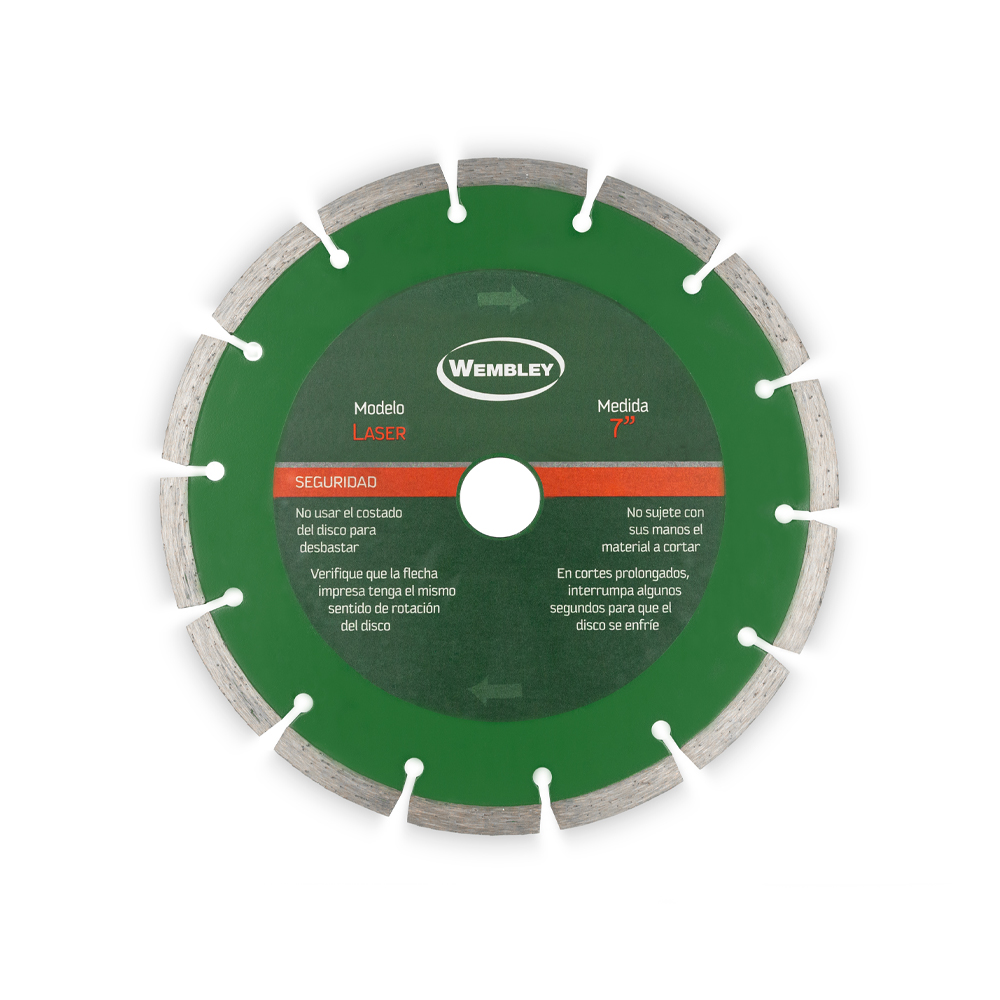 WEMBLEY
Modelo
LASER
Medida
7”
SEGURIDAD
No usar el costado
del disco para
desbastar
Verifique que la flecha
impresa tenga el mismo
sentido de rotación
del disco
No sujete con
sus manos el
material a cortar
En cortes prolongados,
interrumpa algunos
segundos para que el
disco se enfríe